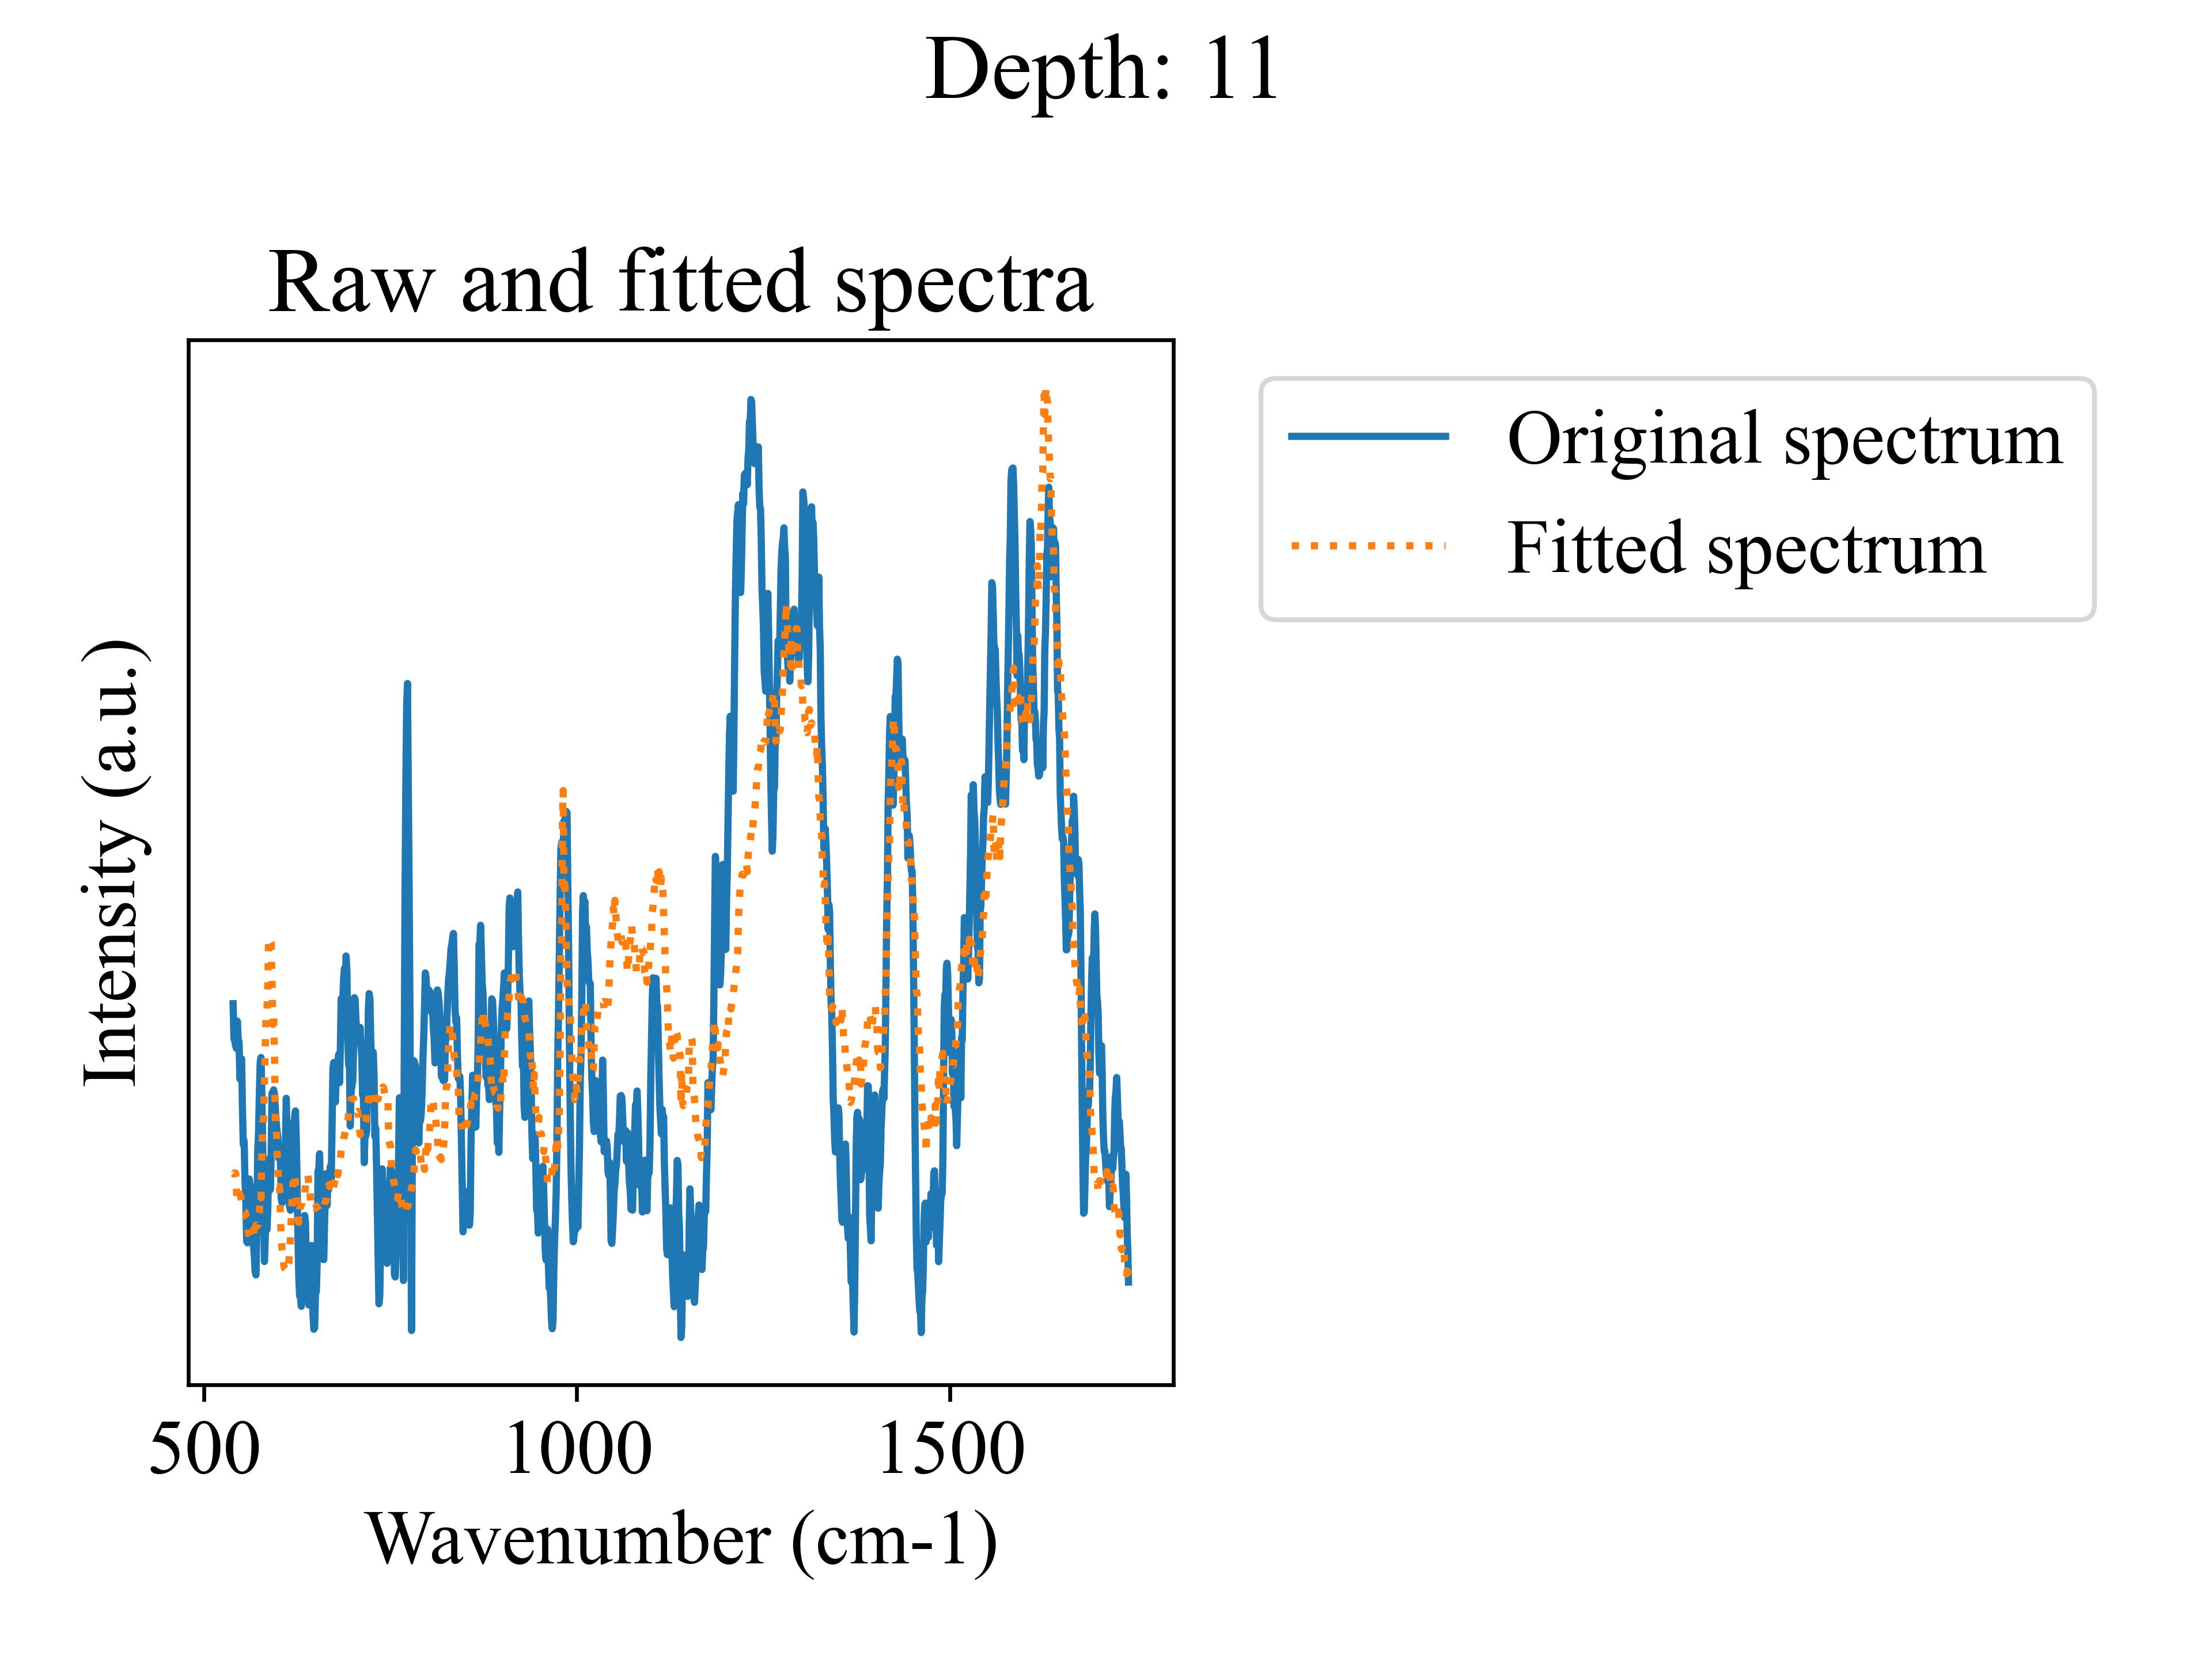 Depth: 11
Raw and fitted spectra
Original spectrum
Fitted spectrum
Intensity (a.u.)
500 1000 1500
Wavenumber (cm-1)